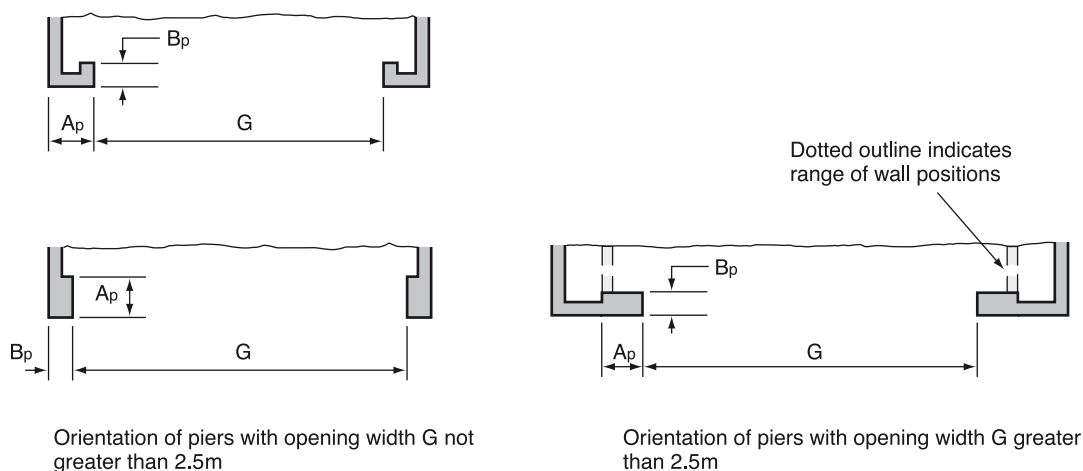 Bp
Ap
G
Dotted outline indicates
range of wall positions
Ap
Bp
G
Bp
Ap
G
Orientation of piers with opening width G not
greater than 2.5m
Orientation of piers with opening width G greater
than 2.5m